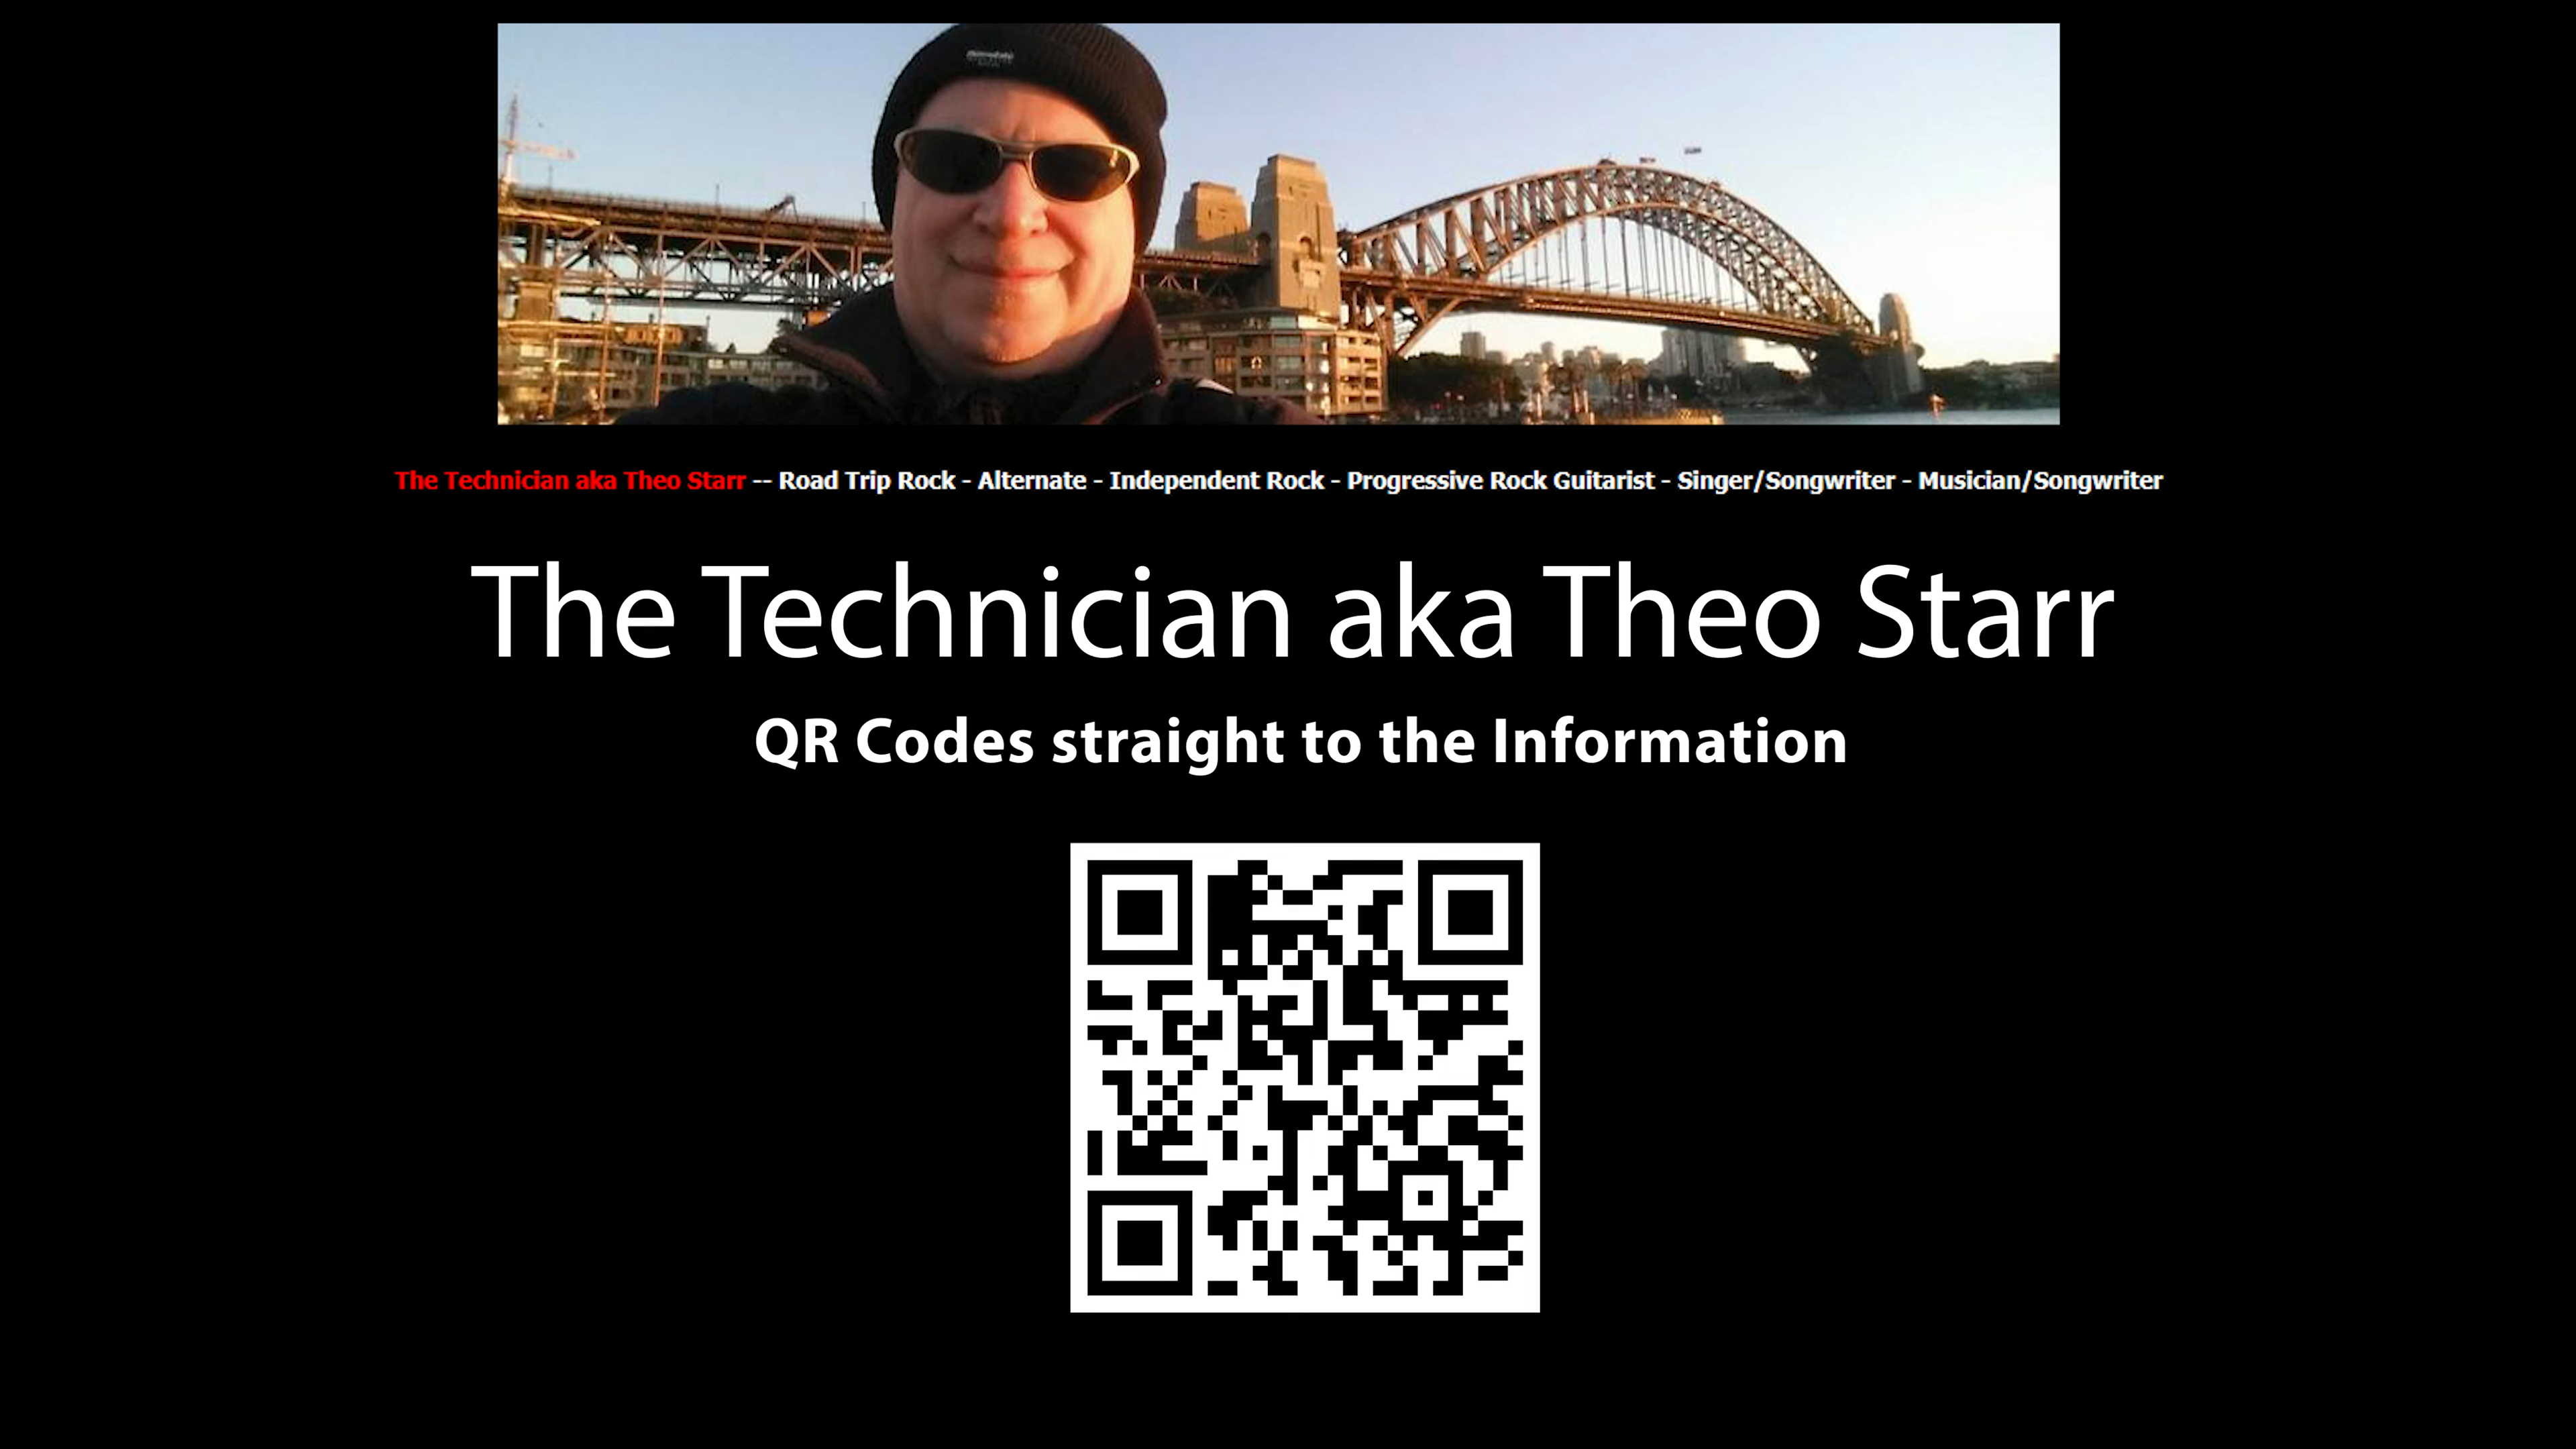 The Technician aka Theo Starr -- Road Trip Rock - Alternate - Independent Rock - Progressive Rock Guitarist - Singer/Songwriter - Musician/Songwriter
The Technician aka Theo Starr
QR Codes straight to the Information